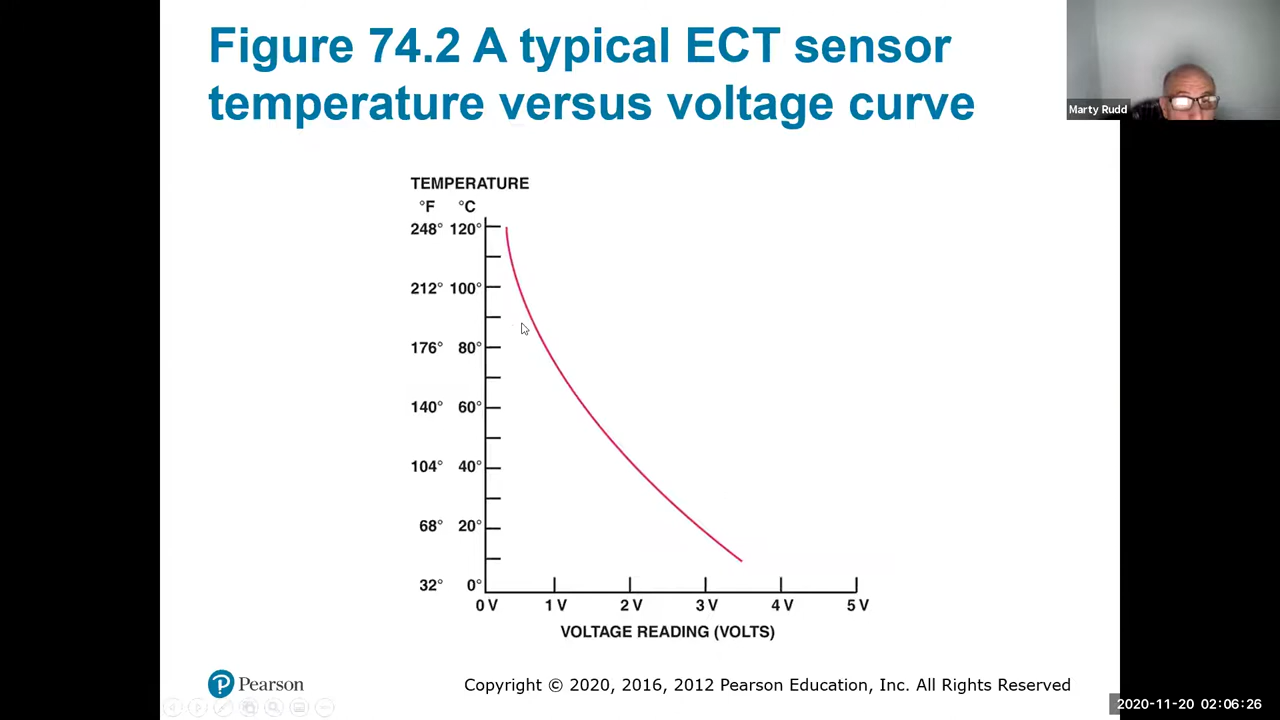 Figure 74.2 A typical ECT sensor
temperature versus voltage curve
Marty Rudd
TEMPERATURE
°F °C
248° 120°
212° 100°
176° 80°
140° 60°
104° 40°
68° 20°
32° 0°
0 V 1 V 2 V 3 V 4 V 5 V
VOLTAGE READING (VOLTS)
Pearson
Copyright © 2020, 2016, 2012 Pearson Education, Inc. All Rights Reserved
2020-11-20 02:06:26